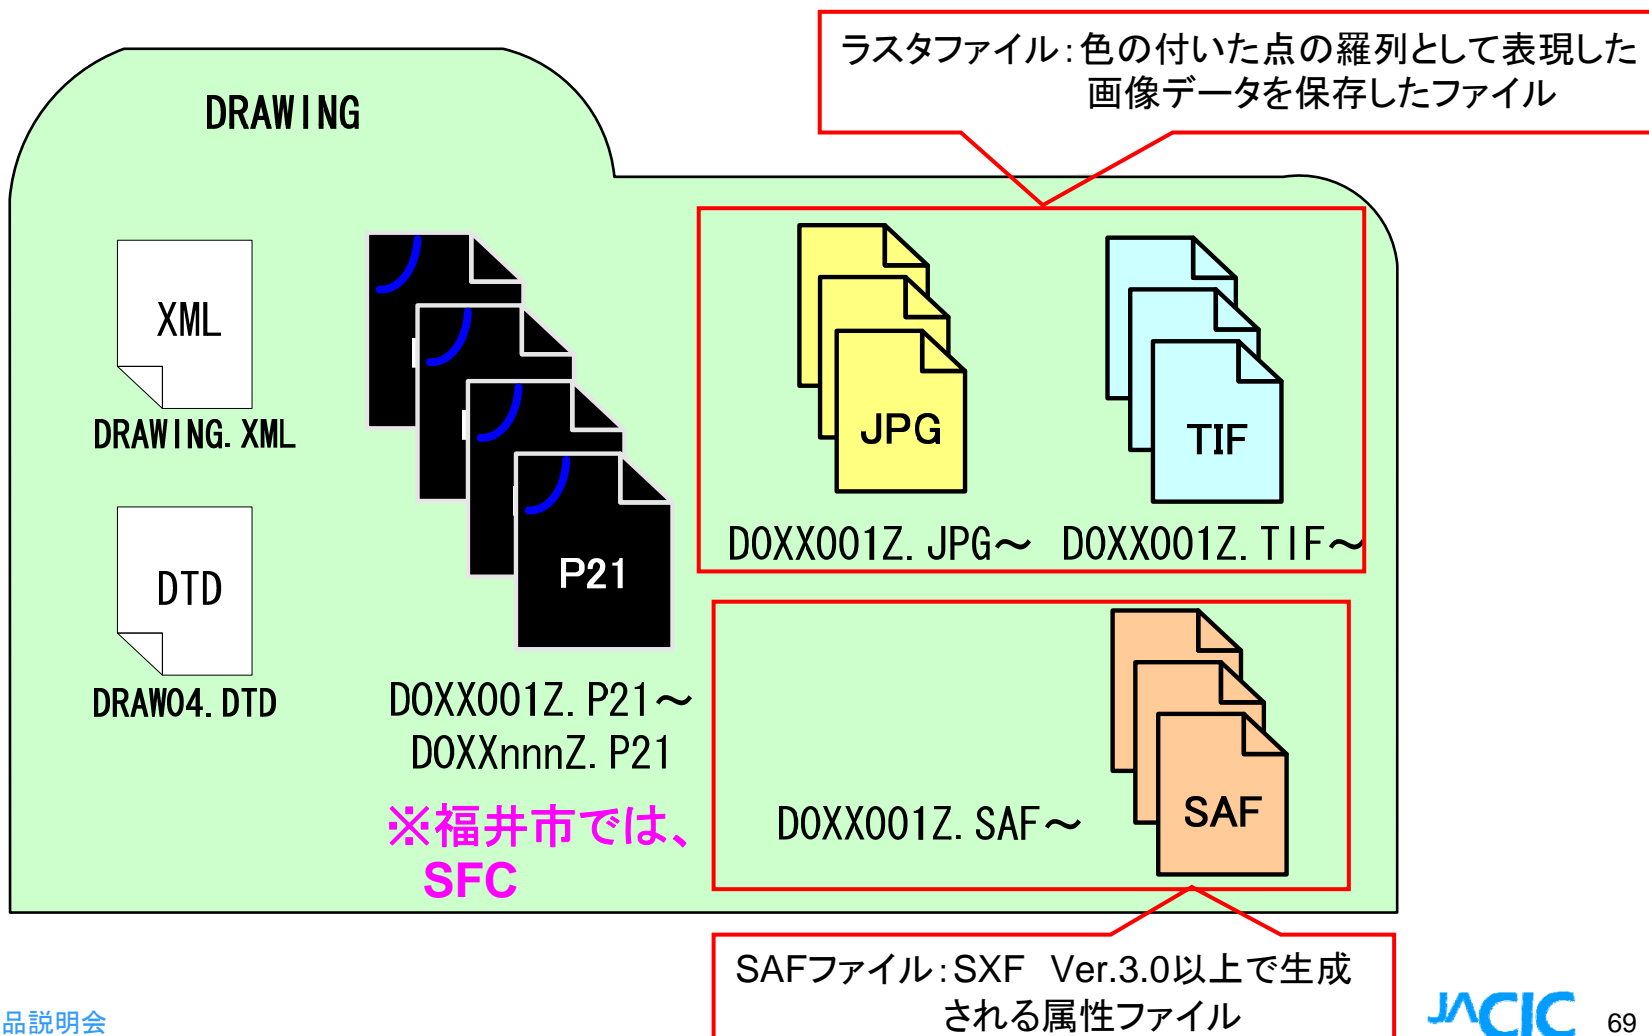 ラスタファイル：色の付いた点の羅列として表現した
画像データを保存したファイル
DRAWING
XML
DRAWING.XML
DTD
DRAW04.DTD
P21
D0XX001Z.P21～
D0XXnnnZ.P21
※福井市では、
SFC
JPG
D0XX001Z.JPG～
TIF
D0XX001Z.TIF～
SAF
D0XX001Z.SAF～
SAFファイル：SXF　Ver.3.0以上で生成
される属性ファイル
品説明会
JACIC
69